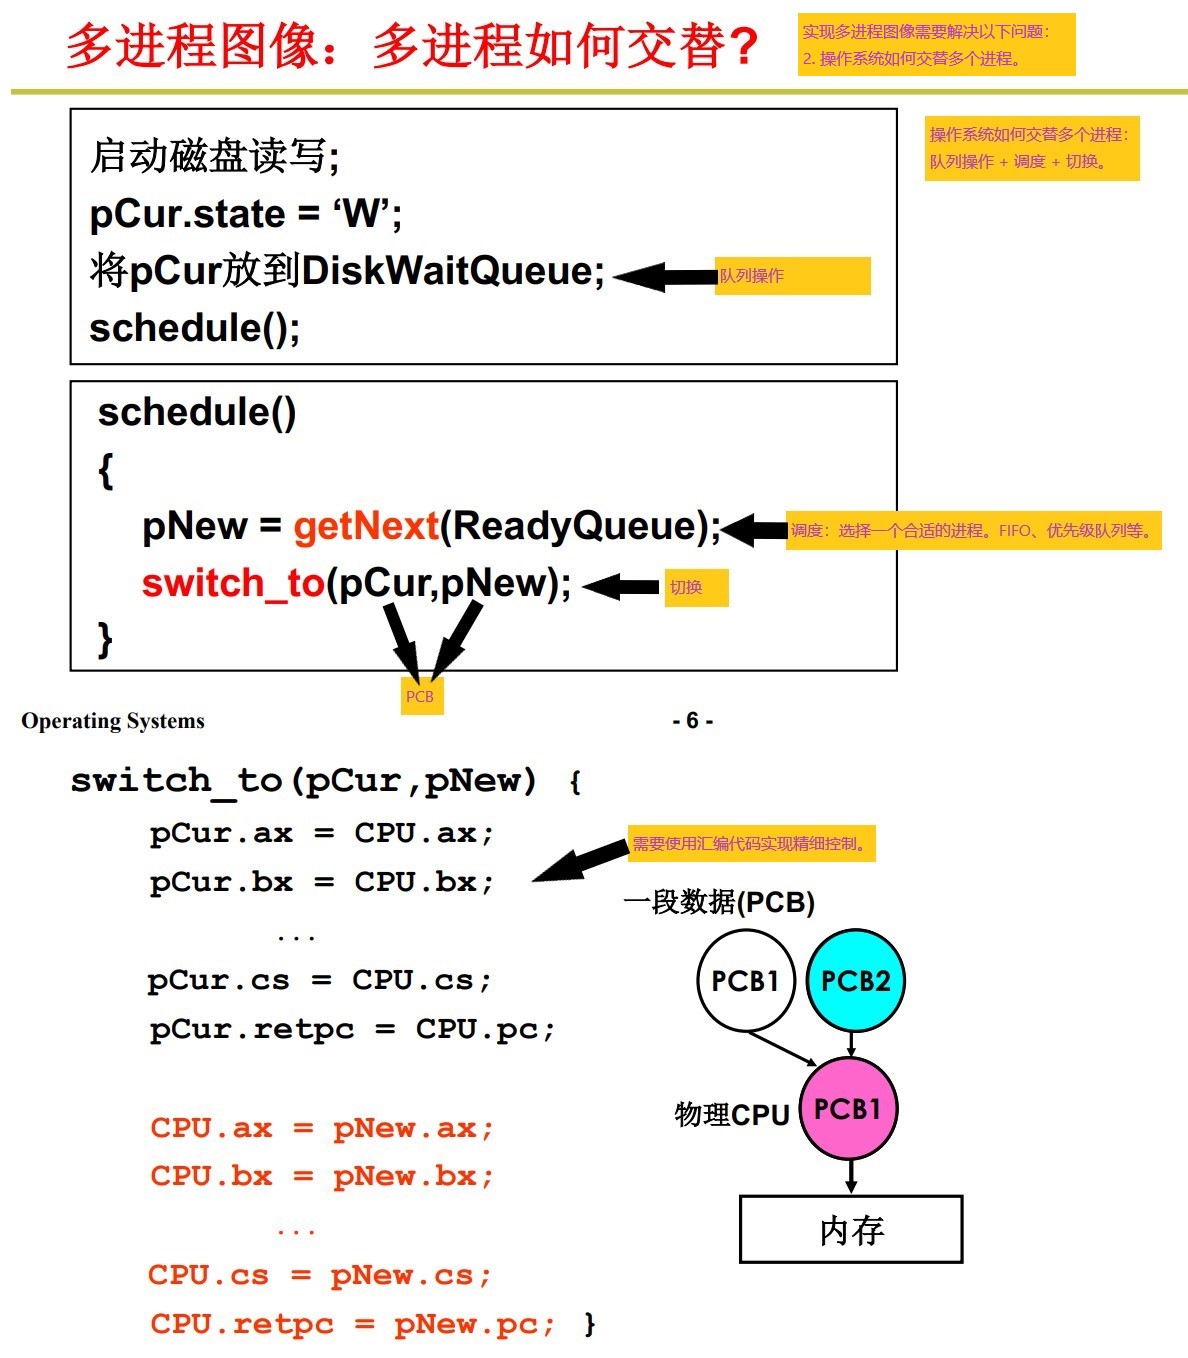 多进程图像：多进程如何交替？
实现多进程图像需要解决以下问题：
2. 操作系统如何交替多个进程。
操作系统如何交替多个进程：
队列操作 + 调度 + 切换。
启动磁盘读写;
pCur.state = ‘W’;
将pCur放到DiskWaitQueue;
队列操作
schedule();
schedule()
{
pNew = getNext(ReadyQueue);
调度：选择一个合适的进程。FIFO、优先级队列等。
switch_to(pCur,pNew);
切换
}
PCB
Operating Systems
- 6 -
switch_to(pCur,pNew) {
pCur.ax = CPU.ax;
需要使用汇编代码实现精细控制。
pCur.bx = CPU.bx;
...
pCur.cs = CPU.cs;
pCur.retpc = CPU.pc;
CPU.ax = pNew.ax;
CPU.bx = pNew.bx;
...
CPU.cs = pNew.cs;
CPU.retpc = pNew.pc; }
一段数据(PCB)
PCB1
PCB2
物理CPU
PCB1
内存